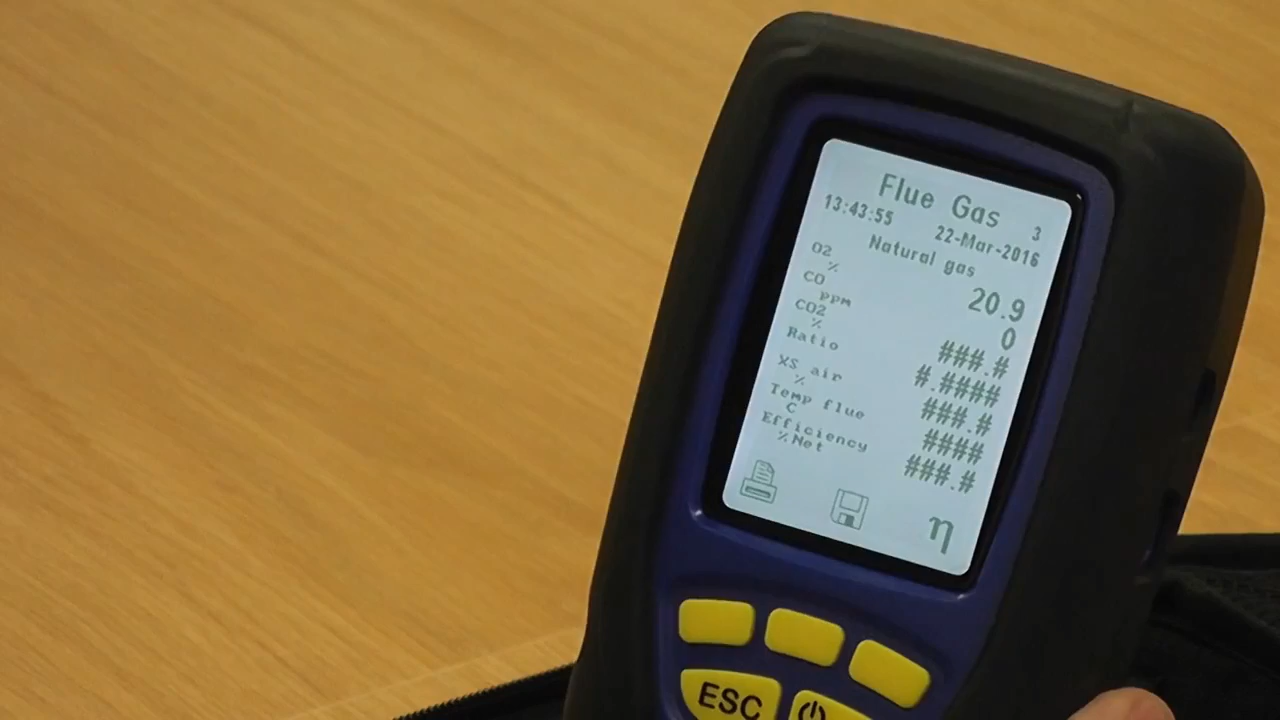 Flue Gas 3
13:43:55 22-Mar-2016
Natural gas
O2 % 20.9
CO ppm 0
CO2 % ###.#
Ratio #.####
XS air % ###.#
Temp flue C ####
Efficiency %Net ###.#
η
ESC